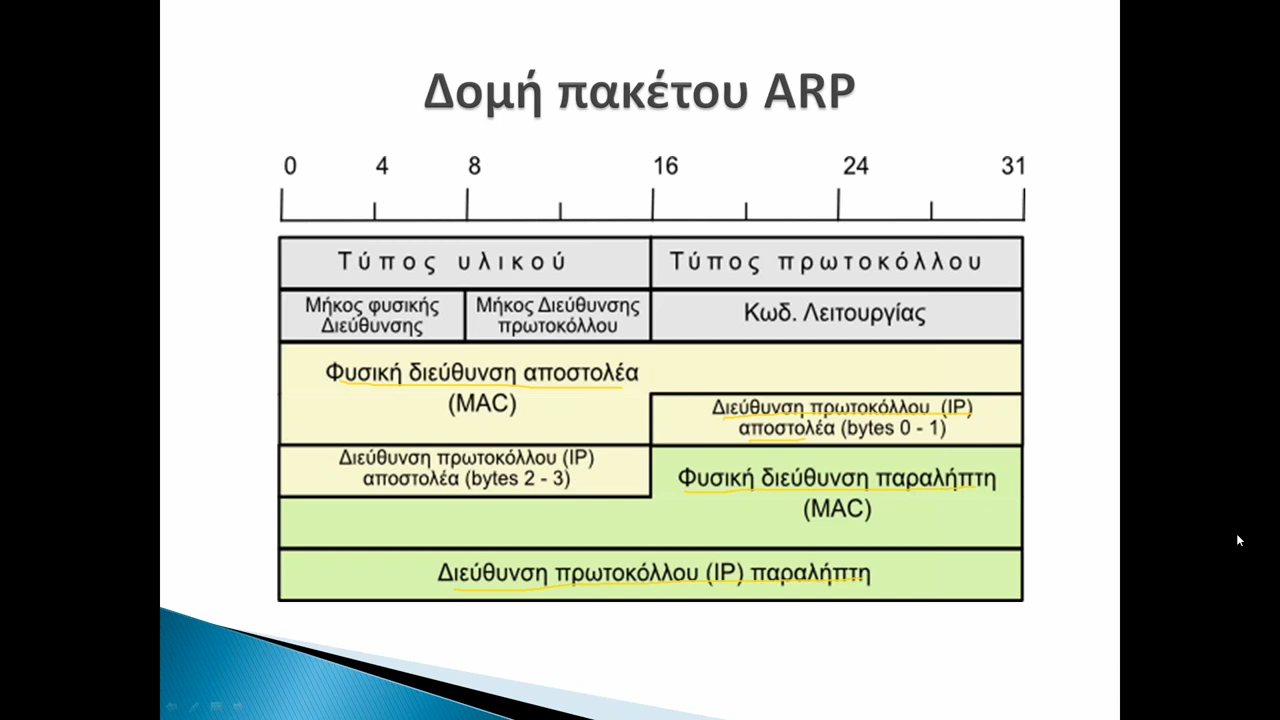 Δομή πακέτου ARP
0 4 8 16 24 31
Τύπος υλικού
Τύπος πρωτοκόλλου
Μήκος φυσικής
Διεύθυνσης
Μήκος Διεύθυνσης
πρωτοκόλλου
Κωδ. Λειτουργίας
Φυσική διεύθυνση αποστολέα
(MAC)
Διεύθυνση πρωτοκόλλου (IP)
αποστολέα (bytes 0 - 1)
Διεύθυνση πρωτοκόλλου (IP)
αποστολέα (bytes 2 - 3)
Φυσική διεύθυνση παραλήπτη
(MAC)
Διεύθυνση πρωτοκόλλου (IP) παραλήπτη